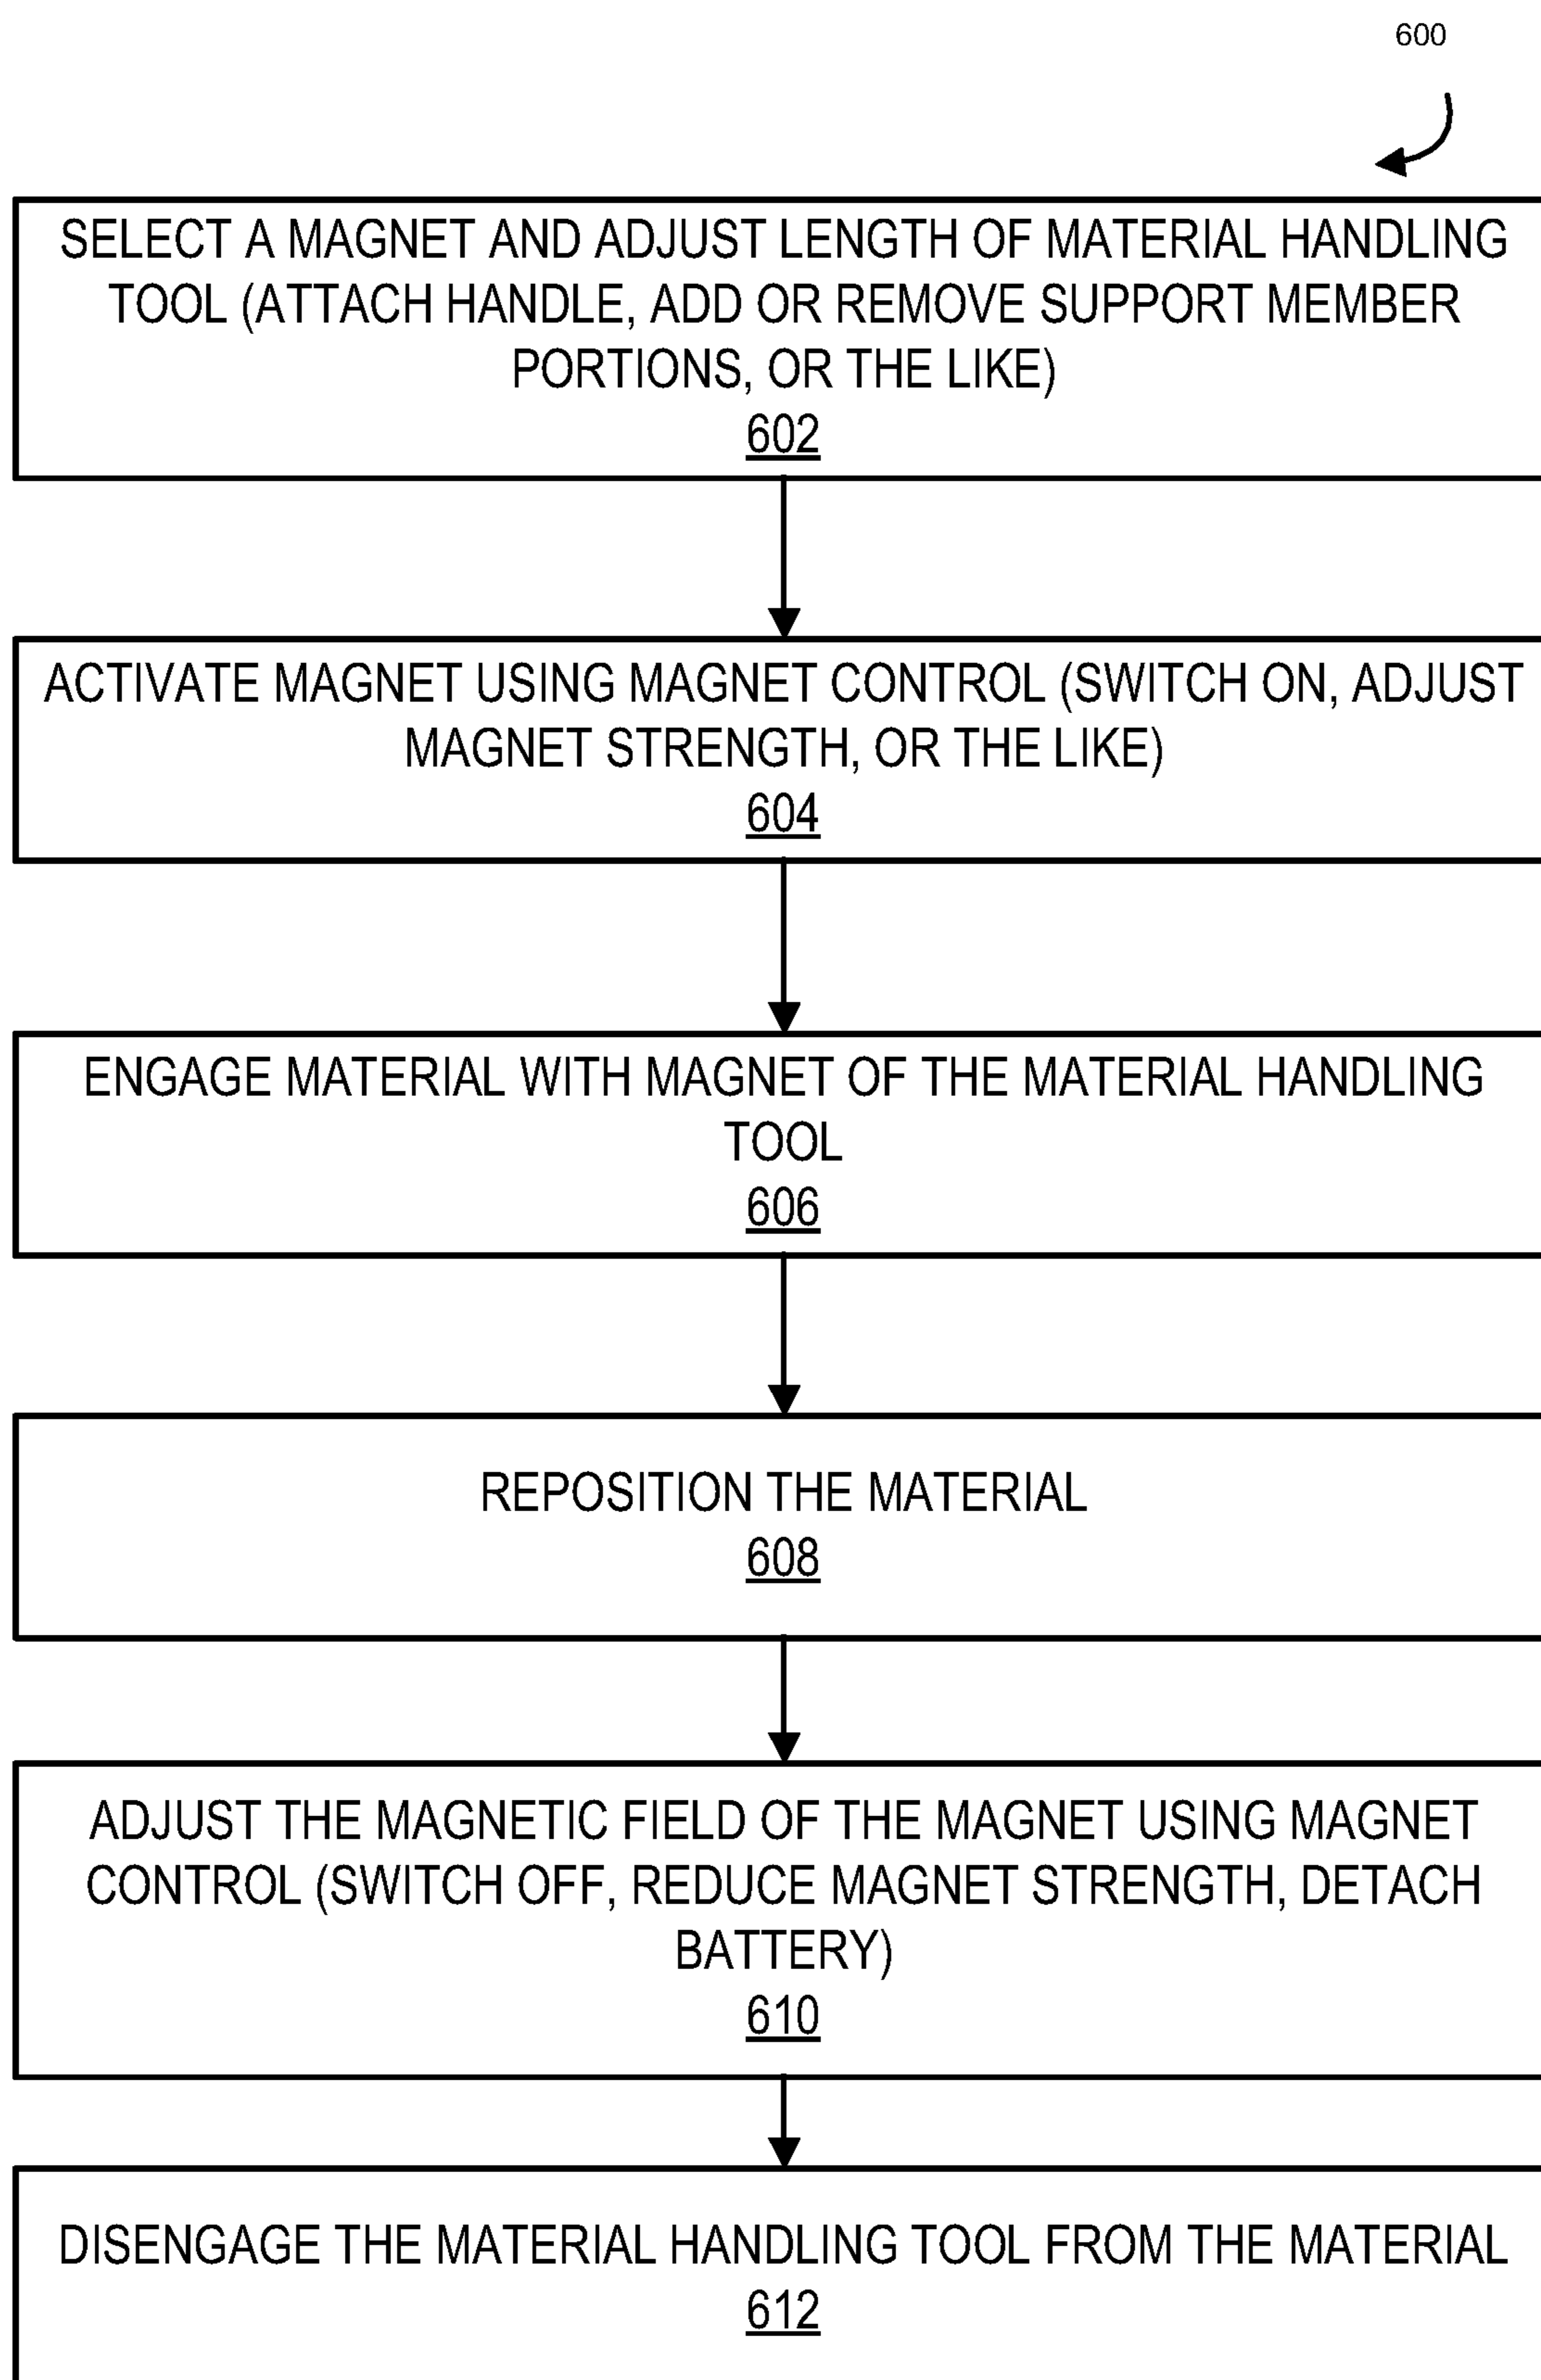 600
SELECT A MAGNET AND ADJUST LENGTH OF MATERIAL HANDLING
TOOL (ATTACH HANDLE, ADD OR REMOVE SUPPORT MEMBER
PORTIONS, OR THE LIKE)
602
ACTIVATE MAGNET USING MAGNET CONTROL (SWITCH ON, ADJUST
MAGNET STRENGTH, OR THE LIKE)
604
ENGAGE MATERIAL WITH MAGNET OF THE MATERIAL HANDLING
TOOL
606
REPOSITION THE MATERIAL
608
ADJUST THE MAGNETIC FIELD OF THE MAGNET USING MAGNET
CONTROL (SWITCH OFF, REDUCE MAGNET STRENGTH, DETACH
BATTERY)
610
DISENGAGE THE MATERIAL HANDLING TOOL FROM THE MATERIAL
612